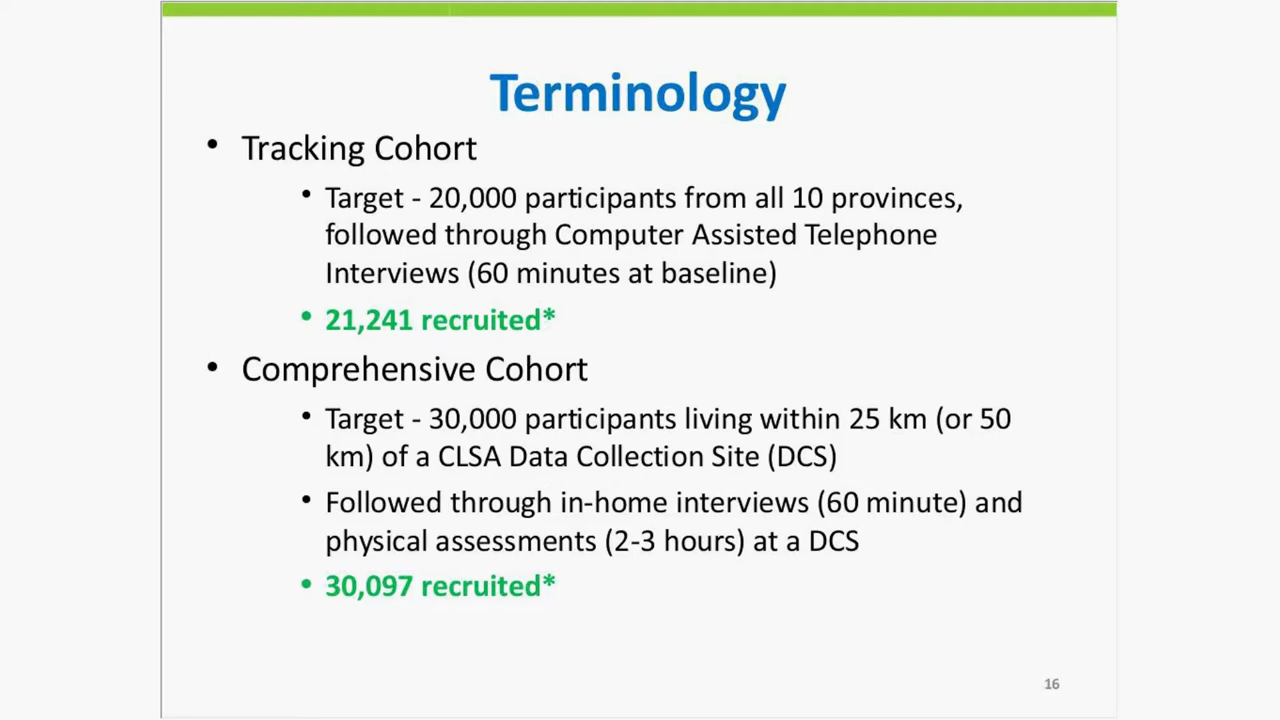 Terminology
• Tracking Cohort
• Target - 20,000 participants from all 10 provinces,
followed through Computer Assisted Telephone
Interviews (60 minutes at baseline)
• 21,241 recruited*
• Comprehensive Cohort
• Target - 30,000 participants living within 25 km (or 50
km) of a CLSA Data Collection Site (DCS)
• Followed through in-home interviews (60 minute) and
physical assessments (2-3 hours) at a DCS
• 30,097 recruited*
16